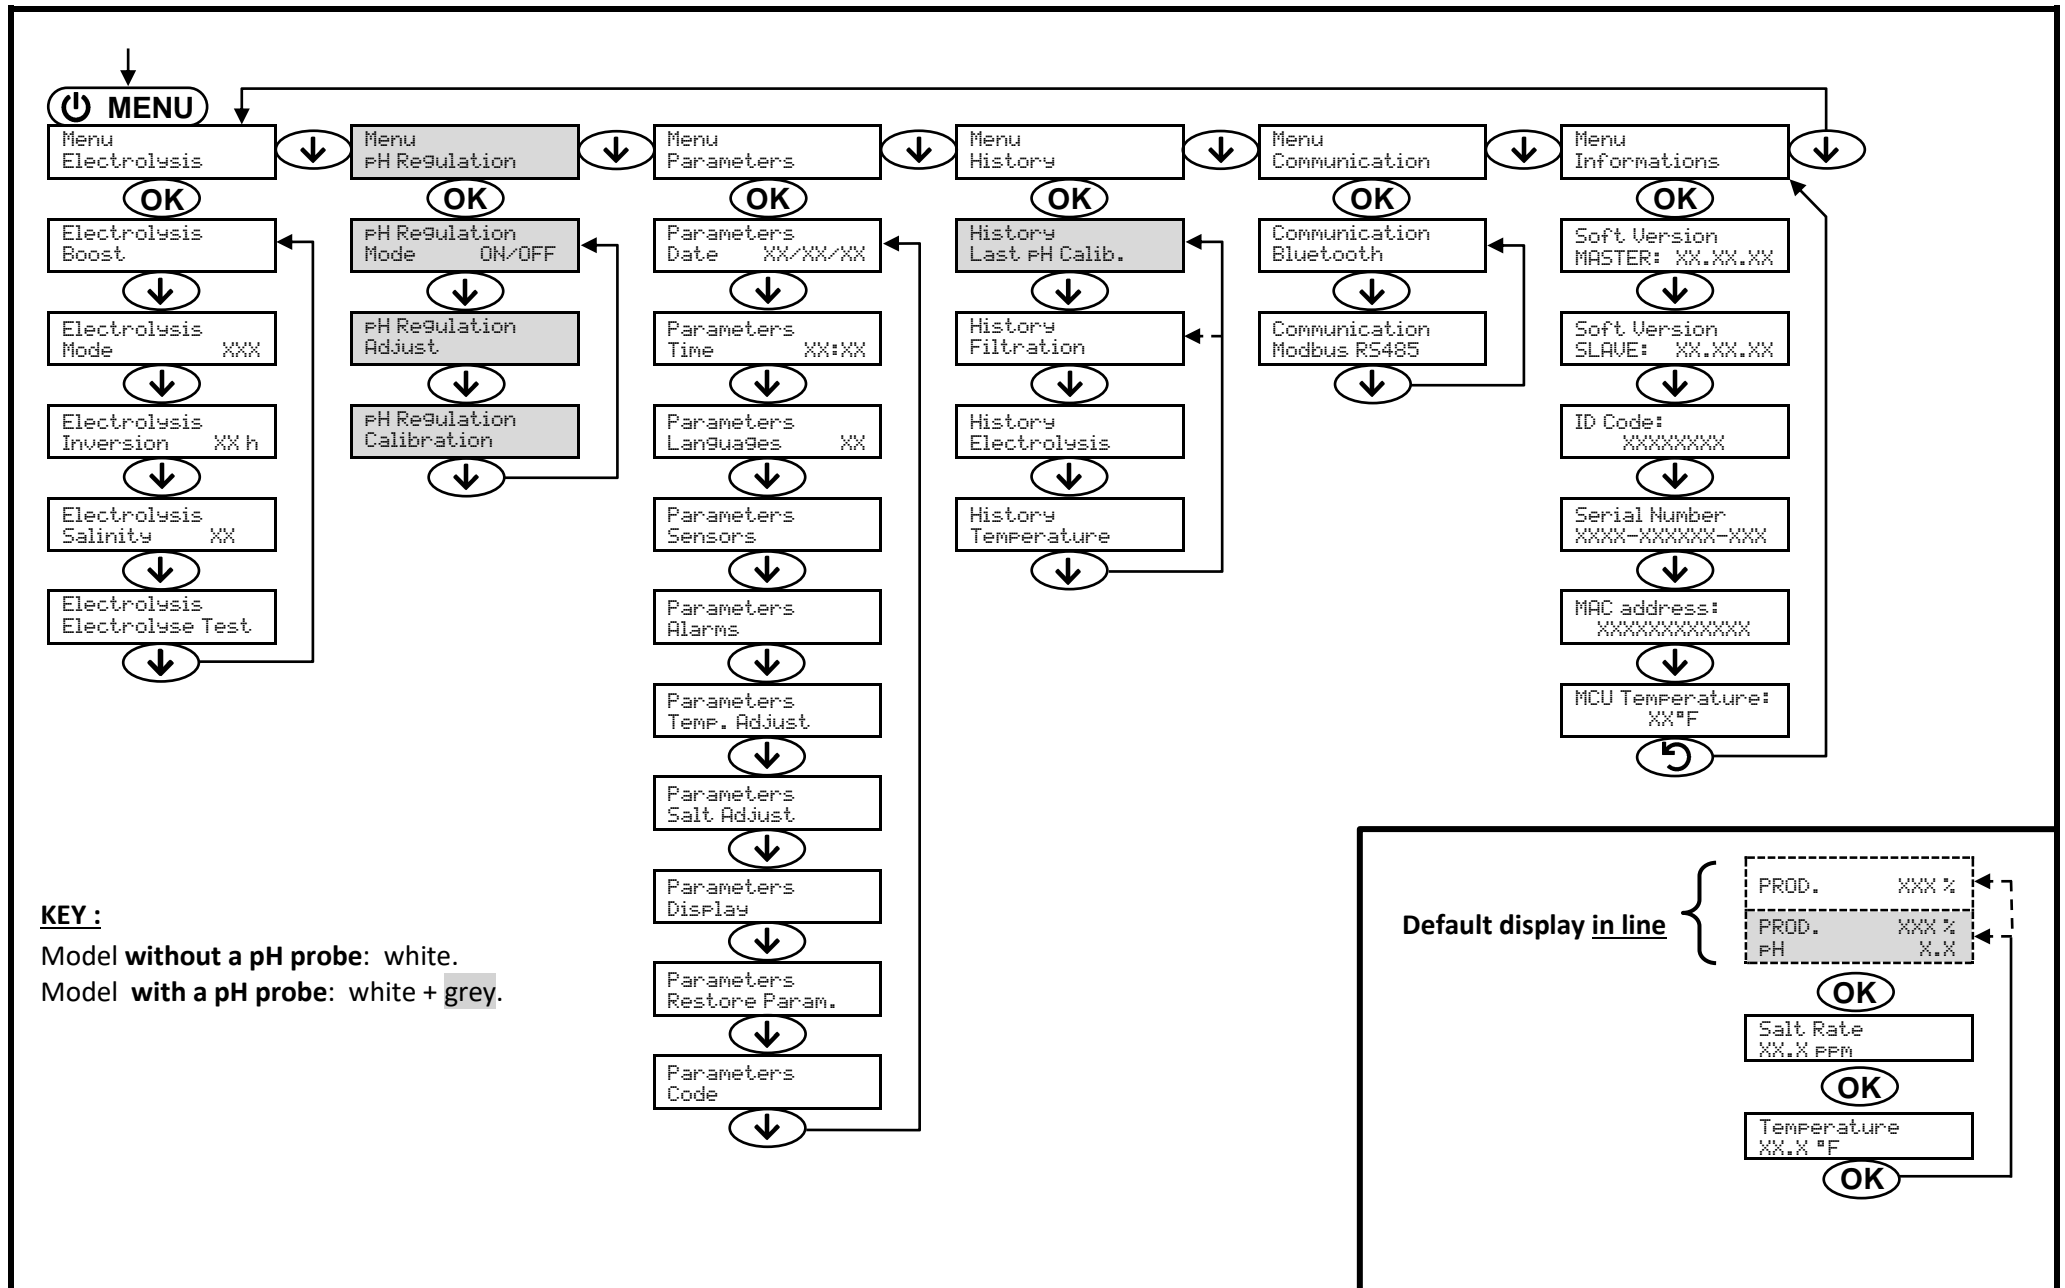 MENU
Menu
Electrolysis
OK
Electrolysis
Boost
Electrolysis
Mode XXX
Electrolysis
Inversion XX h
Electrolysis
Salinity XX
Electrolysis
Electrolyse Test
Menu
pH Regulation
OK
pH Regulation
Mode ON/OFF
pH Regulation
Adjust
pH Regulation
Calibration
Menu
Parameters
OK
Parameters
Date XX/XX/XX
Parameters
Time XX:XX
Parameters
Languages XX
Parameters
Sensors
Parameters
Alarms
Parameters
Temp. Adjust
Parameters
Salt Adjust
Parameters
Display
Parameters
Restore Param.
Parameters
Code
Menu
History
OK
History
Last pH Calib.
History
Filtration
History
Electrolysis
History
Temperature
Menu
Communication
OK
Communication
Bluetooth
Communication
Modbus RS485
Menu
Informations
OK
Soft Version
MASTER: XX.XX.XX
Soft Version
SLAVE: XX.XX.XX
ID Code:
XXXXXXXX
Serial Number
XXXX-XXXXXX-XXX
MAC address:
XXXXXXXXXXXX
MCU Temperature:
XX°F
KEY :
Model without a pH probe: white.
Model with a pH probe: white + grey.
Default display in line
PROD. XXX %
PROD. XXX %
pH X.X
OK
Salt Rate
XX.X ppm
OK
Temperature
XX.X °F
OK